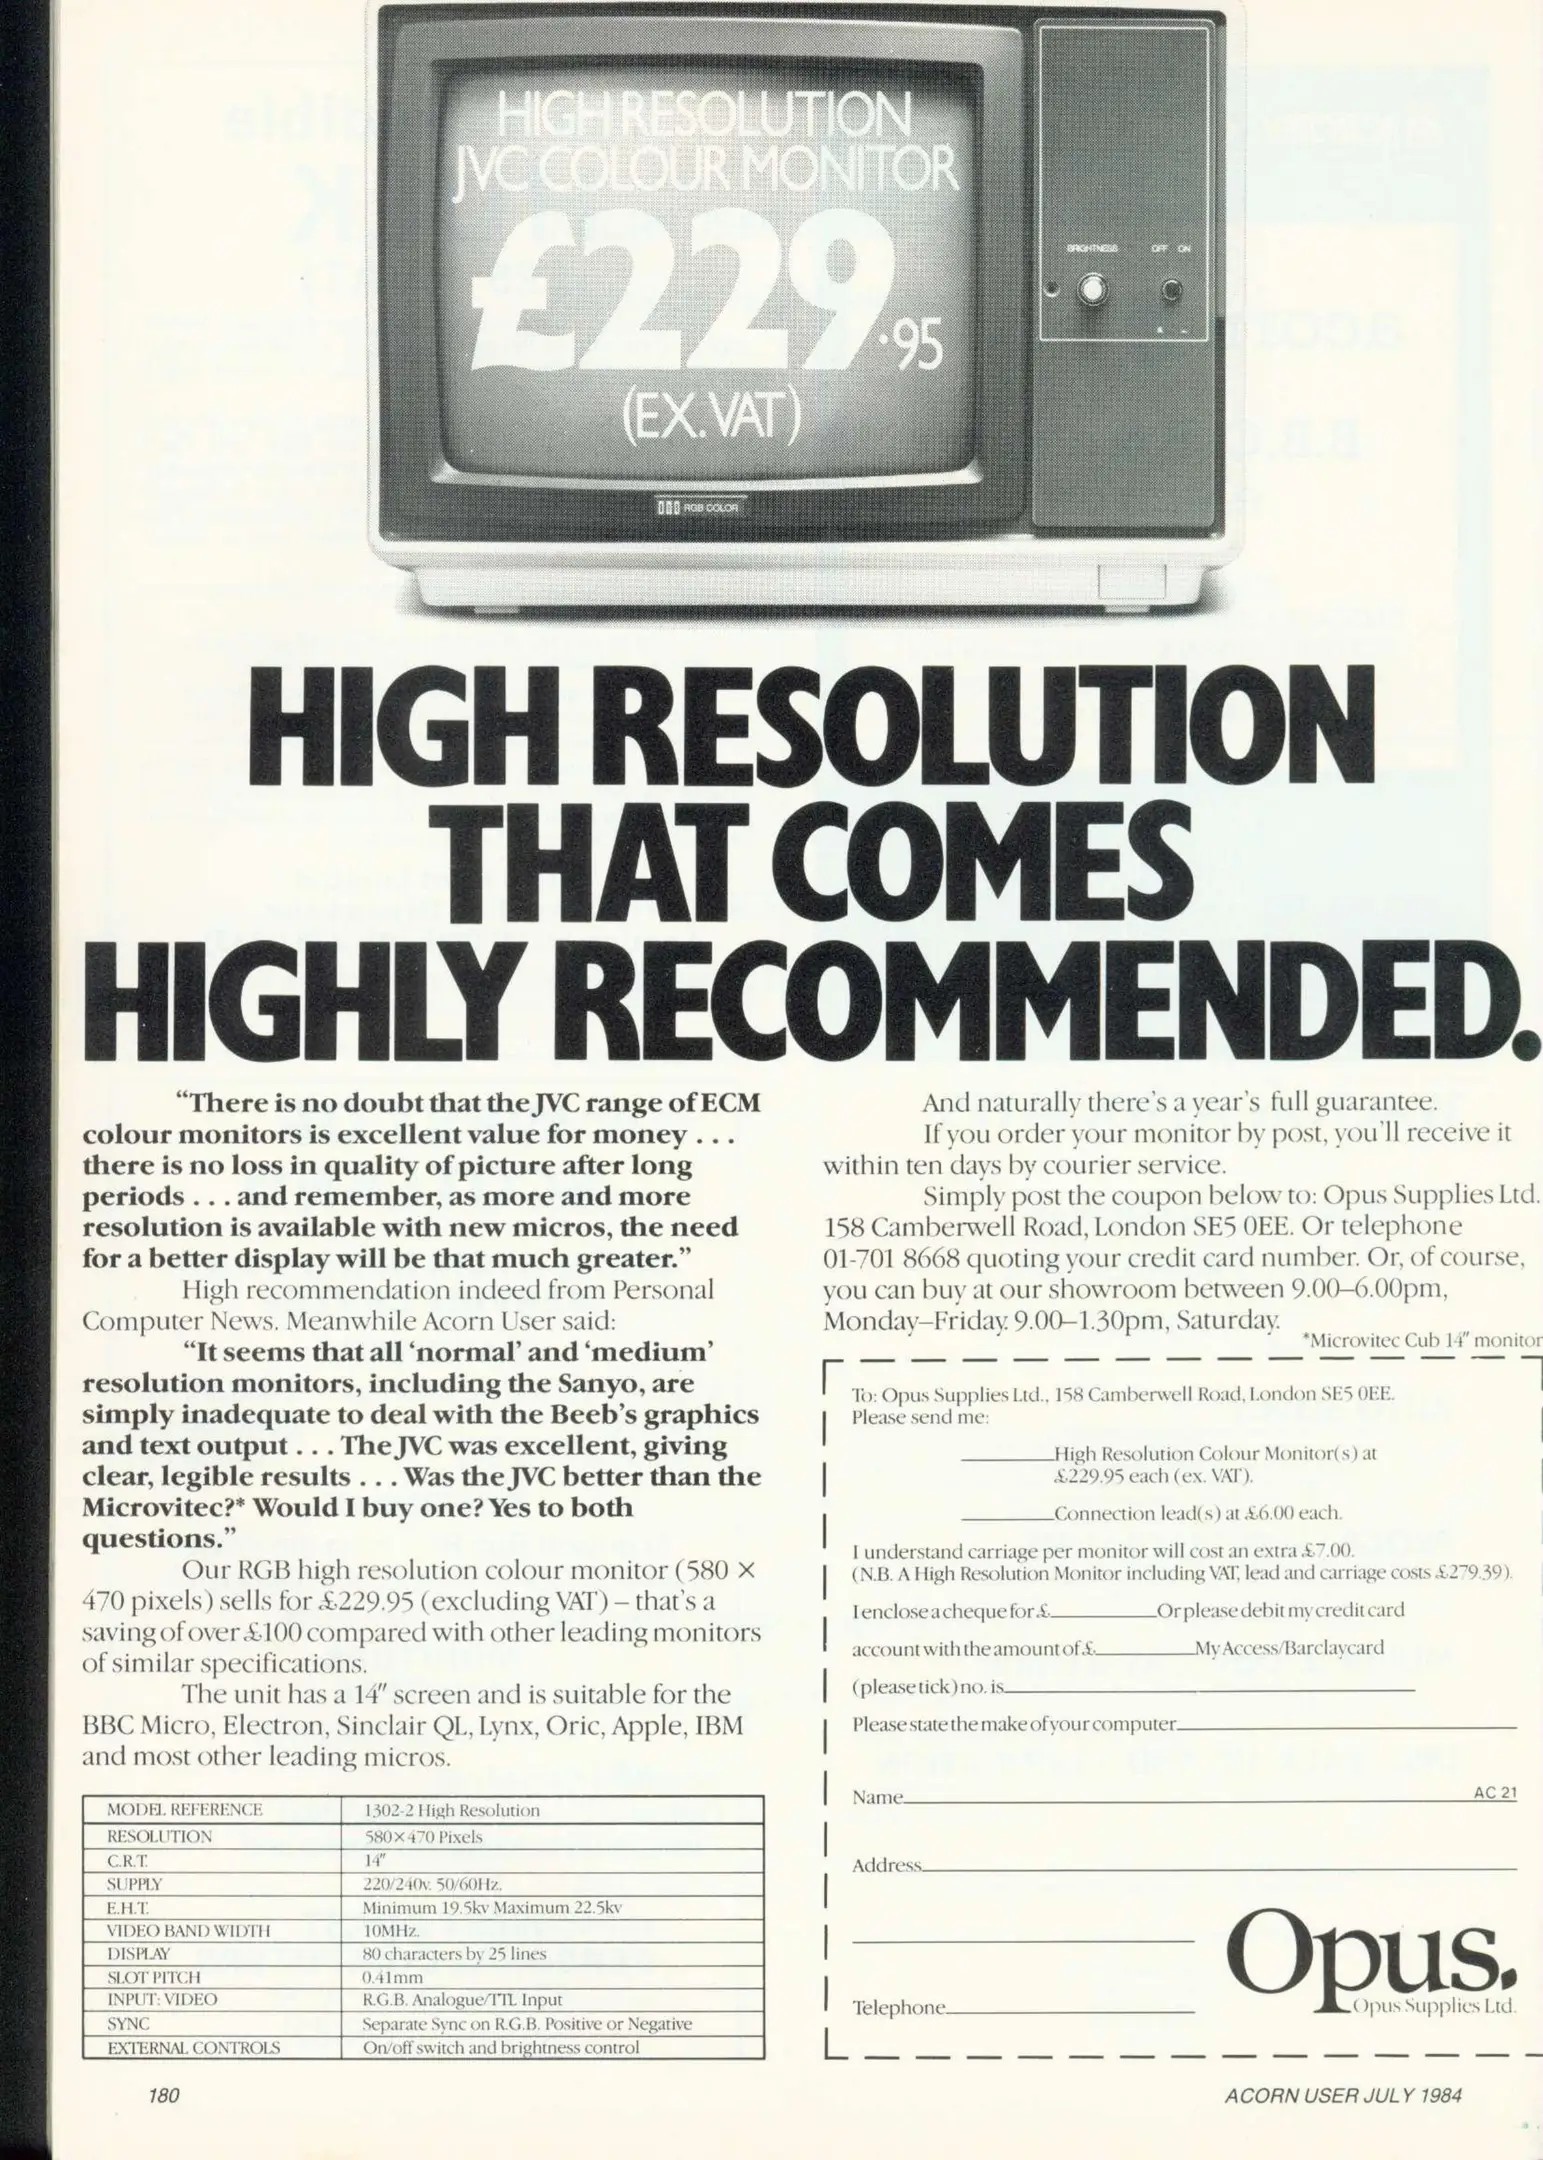 HIGH RESOLUTION
JVC COLOUR MONITOR
£229.95
(EX. VAT)
BRIGHTNESS OFF ON
RGB COLOR
HIGH RESOLUTION
THAT COMES
HIGHLY RECOMMENDED.
“There is no doubt that the JVC range of ECM
colour monitors is excellent value for money . . .
there is no loss in quality of picture after long
periods . . . and remember, as more and more
resolution is available with new micros, the need
for a better display will be that much greater.”
High recommendation indeed from Personal
Computer News. Meanwhile Acorn User said:
“It seems that all ‘normal’ and ‘medium’
resolution monitors, including the Sanyo, are
simply inadequate to deal with the Beeb’s graphics
and text output . . . The JVC was excellent, giving
clear, legible results . . . Was the JVC better than the
Microvitec?* Would I buy one? Yes to both
questions.”
Our RGB high resolution colour monitor (580 ×
470 pixels) sells for £229.95 (excluding VAT) – that’s a
saving of over £100 compared with other leading monitors
of similar specifications.
The unit has a 14″ screen and is suitable for the
BBC Micro, Electron, Sinclair QL, Lynx, Oric, Apple, IBM
and most other leading micros.
MODEL REFERENCE 1302-2 High Resolution
RESOLUTION 580×470 Pixels
C.R.T. 14″
SUPPLY 220/240v. 50/60Hz.
E.H.T. Minimum 19.5kv Maximum 22.5kv
VIDEO BAND WIDTH 10MHz.
DISPLAY 80 characters by 25 lines
SLOT PITCH 0.41mm
INPUT: VIDEO R.G.B. Analogue/TTL Input
SYNC Separate Sync on R.G.B. Positive or Negative
EXTERNAL CONTROLS On/off switch and brightness control
And naturally there’s a year’s full guarantee.
If you order your monitor by post, you’ll receive it
within ten days by courier service.
Simply post the coupon below to: Opus Supplies Ltd.
158 Camberwell Road, London SE5 0EE. Or telephone
01-701 8668 quoting your credit card number. Or, of course,
you can buy at our showroom between 9.00–6.00pm,
Monday–Friday. 9.00–1.30pm, Saturday.
*Microvitec Cub 14″ monitor
To: Opus Supplies Ltd., 158 Camberwell Road, London SE5 0EE.
Please send me:
High Resolution Colour Monitor(s) at
£229.95 each (ex. VAT).
Connection lead(s) at £6.00 each.
I understand carriage per monitor will cost an extra £7.00.
(N.B. A High Resolution Monitor including VAT, lead and carriage costs £279.39).
I enclose a cheque for £ Or please debit my credit card
account with the amount of £ My Access/Barclaycard
(please tick) no. is
Please state the make of your computer
Name AC 21
Address
Telephone
Opus.
Opus Supplies Ltd.
180
ACORN USER JULY 1984